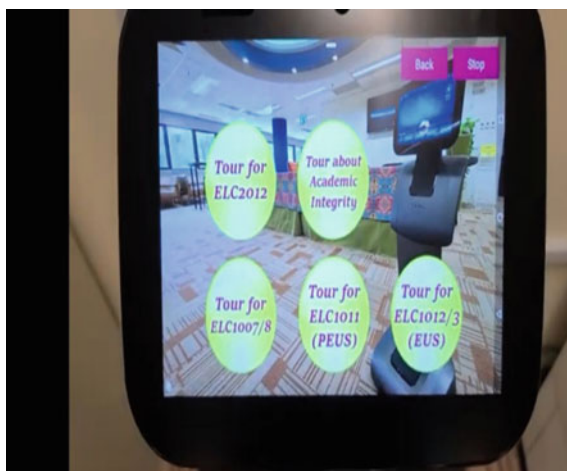 Back
Stop
Tour for
ELC2012
Tour about
Academic
Integrity
Tour for
ELC1007/8
Tour for
ELC1011
(PEUS)
Tour for
ELC1012/3
(EUS)